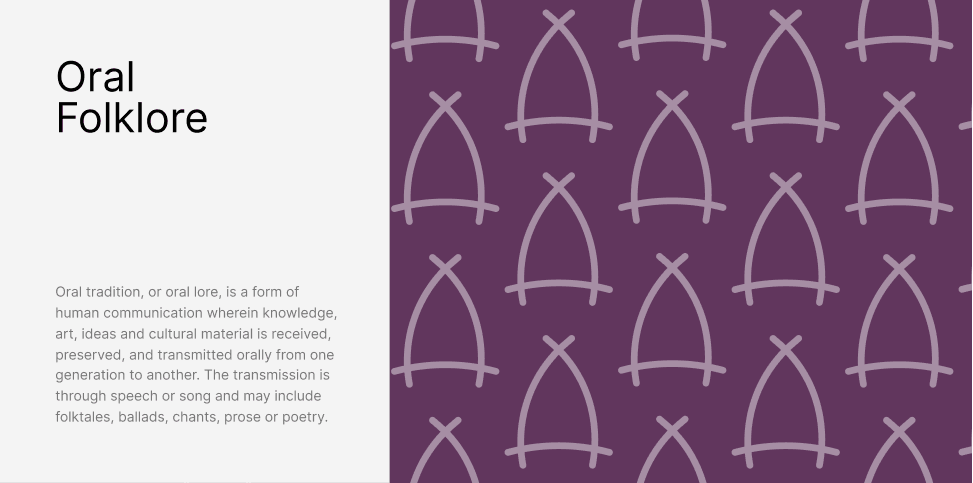 Oral
Folklore
Oral tradition, or oral lore, is a form of
human communication wherein knowledge,
art, ideas and cultural material is received,
preserved, and transmitted orally from one
generation to another. The transmission is
through speech or song and may include
folktales, ballads, chants, prose or poetry.